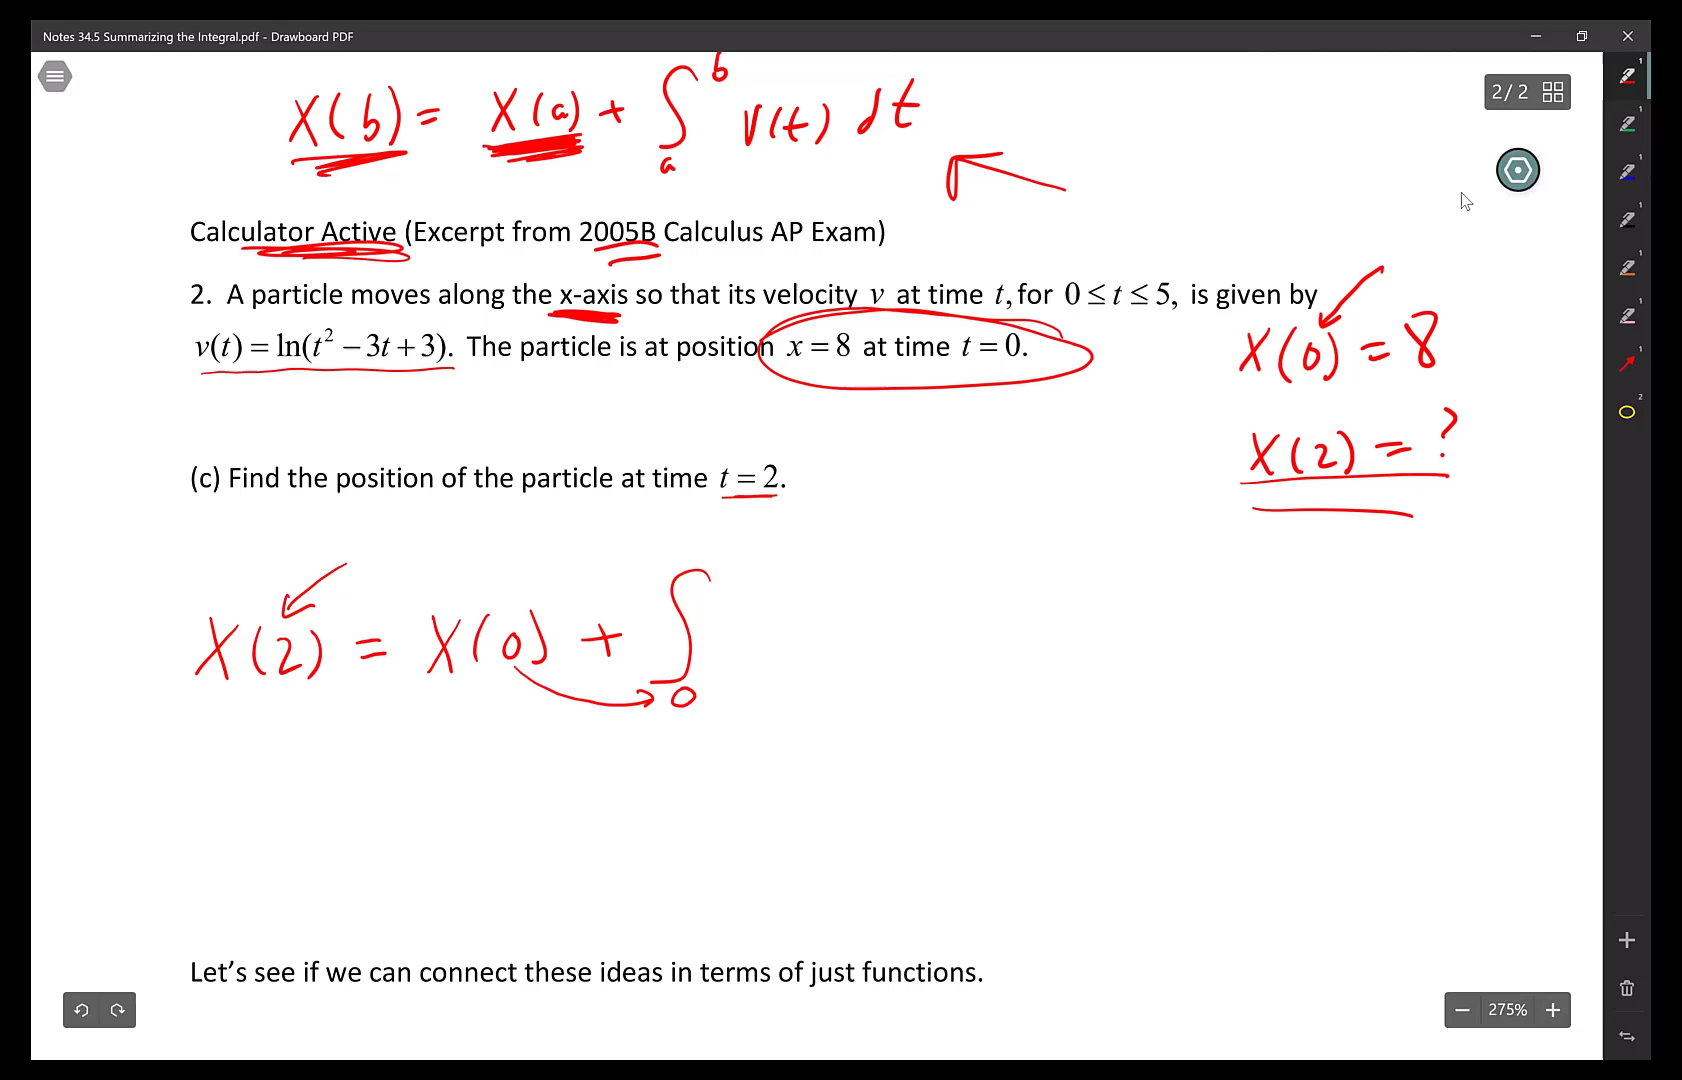 Notes 34.5 Summarizing the Integral.pdf - Drawboard PDF
X(b) = X(a) + ∫_a^b v(t) dt
2 / 2
Calculator Active (Excerpt from 2005B Calculus AP Exam)
2. A particle moves along the x-axis so that its velocity v at time t, for 0 ≤ t ≤ 5, is given by
v(t) = ln(t² − 3t + 3). The particle is at position x = 8 at time t = 0.
X(0) = 8
X(2) = ?
(c) Find the position of the particle at time t = 2.
X(2) = X(0) + ∫_0
Let's see if we can connect these ideas in terms of just functions.
275%